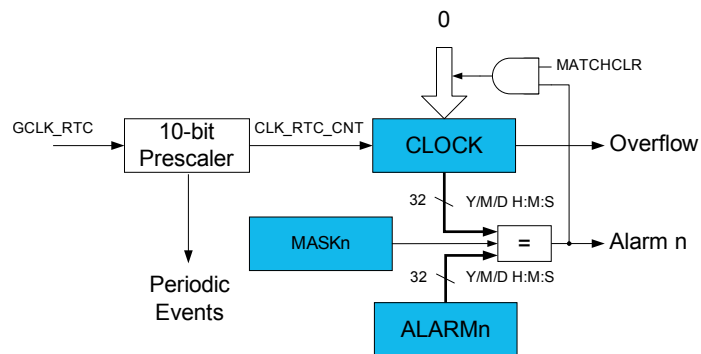 0
MATCHCLR
GCLK_RTC
10-bit
Prescaler
CLK_RTC_CNT
CLOCK
Overflow
32
Y/M/D H:M:S
MASKn
=
Alarm n
Periodic
Events
32
Y/M/D H:M:S
ALARMn